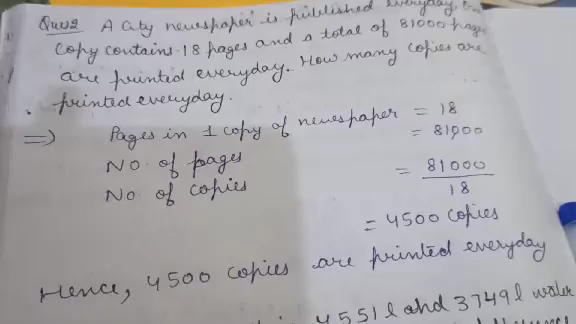 Ques2 A City newspaper is published everyday. One
copy contains 18 pages and a total of 81000 pages
are printed everyday. How many copies are
printed everyday.
⇒ Pages in 1 copy of newspaper = 18
No. of pages = 81000
No. of copies = 81000
18
= 4500 copies
Hence, 4500 copies are printed everyday
4551 l and 3749 l water